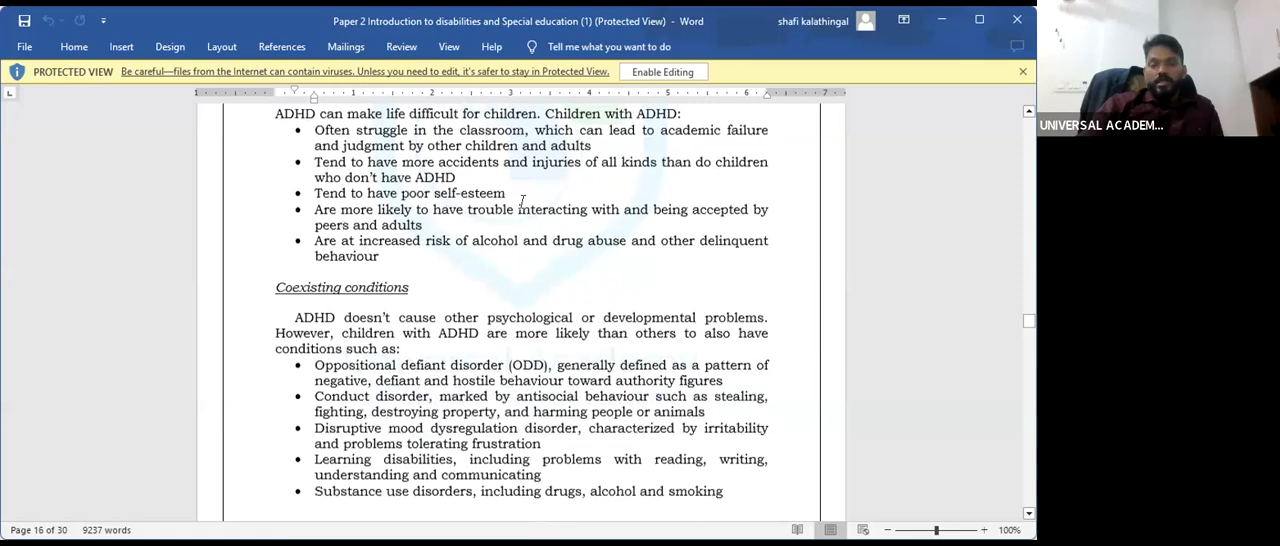 Paper 2 Introduction to disabilities and Special education (1) (Protected View) - Word
shafi kalathingal
File Home Insert Design Layout References Mailings Review View Help Tell me what you want to do
PROTECTED VIEW Be careful—files from the Internet can contain viruses. Unless you need to edit, it's safer to stay in Protected View. Enable Editing
1 1 2 3 4 5 6 7
ADHD can make life difficult for children. Children with ADHD:
• Often struggle in the classroom, which can lead to academic failure
and judgment by other children and adults
• Tend to have more accidents and injuries of all kinds than do children
who don't have ADHD
• Tend to have poor self-esteem
• Are more likely to have trouble interacting with and being accepted by
peers and adults
• Are at increased risk of alcohol and drug abuse and other delinquent
behaviour
Coexisting conditions
ADHD doesn't cause other psychological or developmental problems.
However, children with ADHD are more likely than others to also have
conditions such as:
• Oppositional defiant disorder (ODD), generally defined as a pattern of
negative, defiant and hostile behaviour toward authority figures
• Conduct disorder, marked by antisocial behaviour such as stealing,
fighting, destroying property, and harming people or animals
• Disruptive mood dysregulation disorder, characterized by irritability
and problems tolerating frustration
• Learning disabilities, including problems with reading, writing,
understanding and communicating
• Substance use disorders, including drugs, alcohol and smoking
Page 16 of 30 9237 words
100%
UNIVERSAL ACADEM...